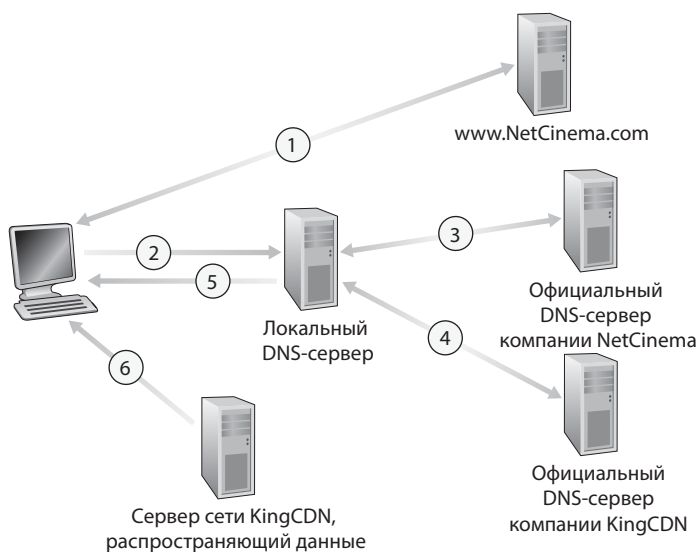 www.NetCinema.com
1
2
3
5
Официальный
DNS-сервер
компании NetCinema
Локальный
DNS-сервер
4
6
Официальный
DNS-сервер
компании KingCDN
Сервер сети KingCDN,
распространяющий данные